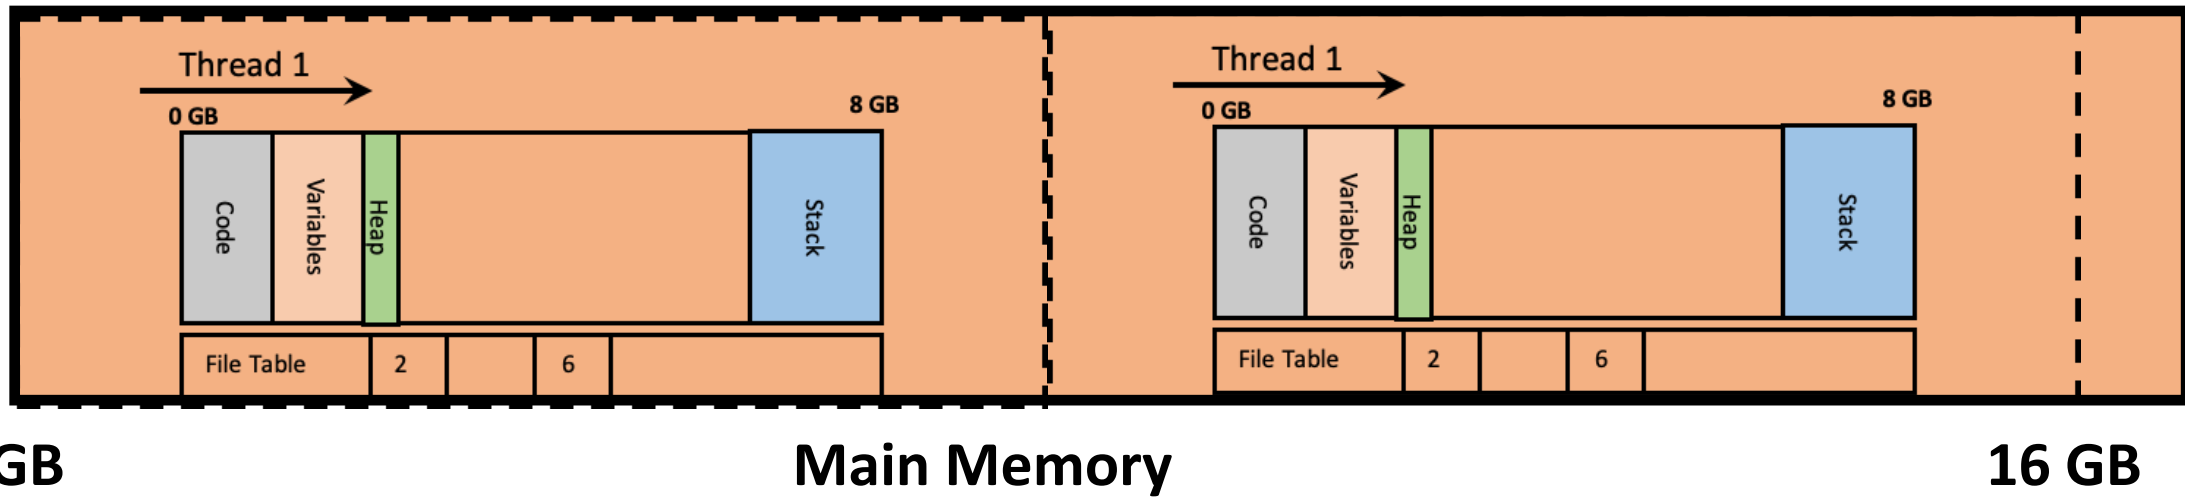 Thread 1
0 GB
8 GB
Code
Variables
Heap
Stack
File Table 2 6
Thread 1
0 GB
8 GB
Code
Variables
Heap
Stack
File Table 2 6
GB Main Memory 16 GB